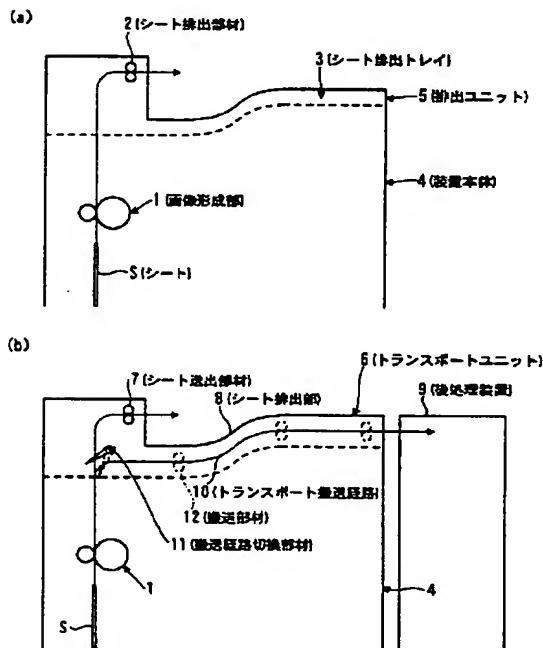 (a)
2 (シート排出部材)
3 (シート排出トレイ)
5 (排出ユニット)
4 (装置本体)
1 (画像形成部)
S (シート)
(b)
6 (トランスポートユニット)
7 (シート送出部材)
9 (後処理装置)
8 (シート排出部)
10 (トランスポート搬送経路)
12 (搬送部材)
11 (搬送経路切換部材)
1
4
S